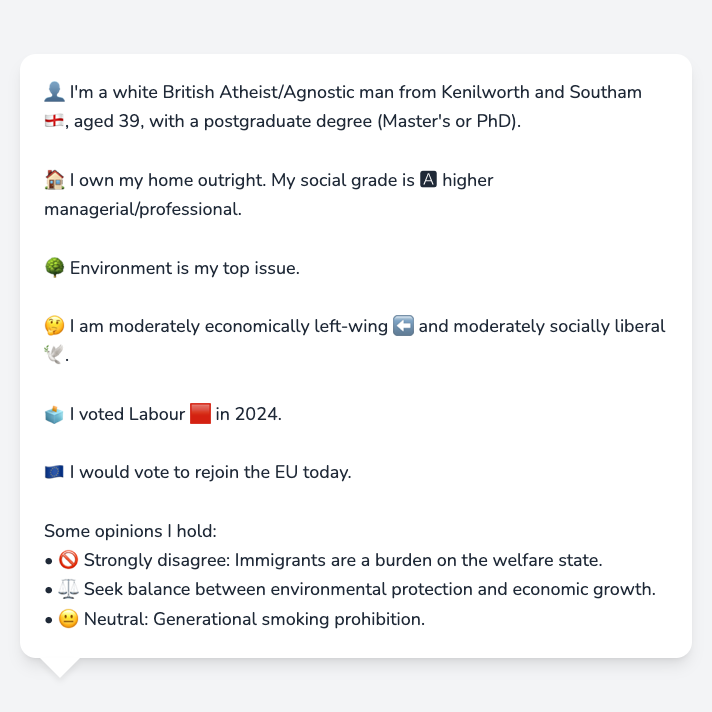 👤 I'm a white British Atheist/Agnostic man from Kenilworth and Southam
🏴󠁧󠁢󠁥󠁮󠁧󠁿, aged 39, with a postgraduate degree (Master's or PhD).
🏠 I own my home outright. My social grade is 🅰 higher
managerial/professional.
🌳 Environment is my top issue.
🤔 I am moderately economically left-wing ⬅️ and moderately socially liberal
🕊️.
🗳️ I voted Labour 🟥 in 2024.
🇪🇺 I would vote to rejoin the EU today.
Some opinions I hold:
• 🚫 Strongly disagree: Immigrants are a burden on the welfare state.
• ⚖️ Seek balance between environmental protection and economic growth.
• 😐 Neutral: Generational smoking prohibition.